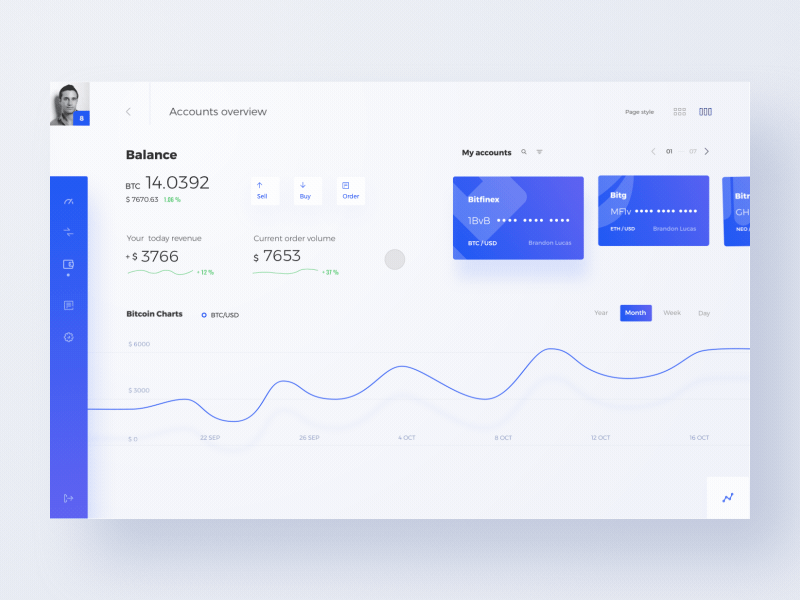 8
Accounts overview
Page style
Balance
BTC 14.0392
$ 7670.63 1,86 %
Sell
Buy
Order
Your today revenue
+ $ 3766
+ 12 %
Current order volume
$ 7653
+ 37 %
My accounts
01 — 07
Bitfinex
1BvB •••• •••• ••••
BTC / USD
Brandon Lucas
Bitg
MFlv •••• •••• ••••
ETH / USD
Brandon Lucas
Bitr
GH
NEO
Bitcoin Charts
BTC/USD
Year
Month
Week
Day
$ 6000
$ 3000
$ 0
22 SEP
26 SEP
4 OCT
8 OCT
12 OCT
16 OCT